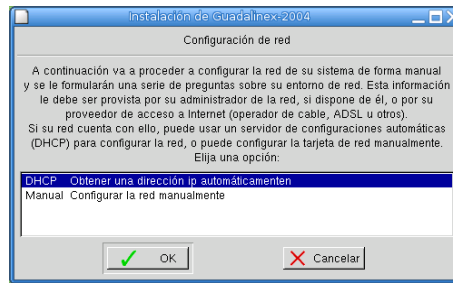 Instalación de Guadalinex-2004
Configuración de red
A continuación va a proceder a configurar la red de su sistema de forma manual
y se le formularán una serie de preguntas sobre su entorno de red. Esta información
le debe ser provista por su administrador de la red, si dispone de él, o por su
proveedor de acceso a Internet (operador de cable, ADSL u otros).
Si su red cuenta con ello, puede usar un servidor de configuraciones automáticas
(DHCP) para configurar la red, o puede configurar la tarjeta de red manualmente.
Elija una opción:
DHCP Obtener una dirección ip automáticamenten
Manual Configurar la red manualmente
OK Cancelar